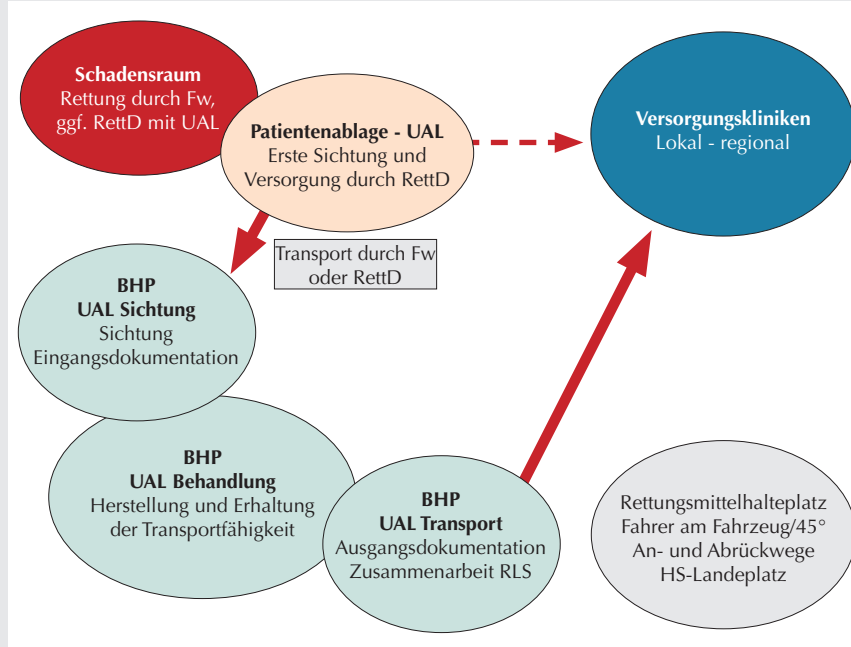 Schadensraum
Rettung durch Fw,
ggf. RettD mit UAL
Patientenablage - UAL
Erste Sichtung und
Versorgung durch RettD
Versorgungskliniken
Lokal - regional
Transport durch Fw
oder RettD
BHP
UAL Sichtung
Sichtung
Eingangsdokumentation
BHP
UAL Behandlung
Herstellung und Erhaltung
der Transportfähigkeit
BHP
UAL Transport
Ausgangsdokumentation
Zusammenarbeit RLS
Rettungsmittelhalteplatz
Fahrer am Fahrzeug/45°
An- und Abrückwege
HS-Landeplatz